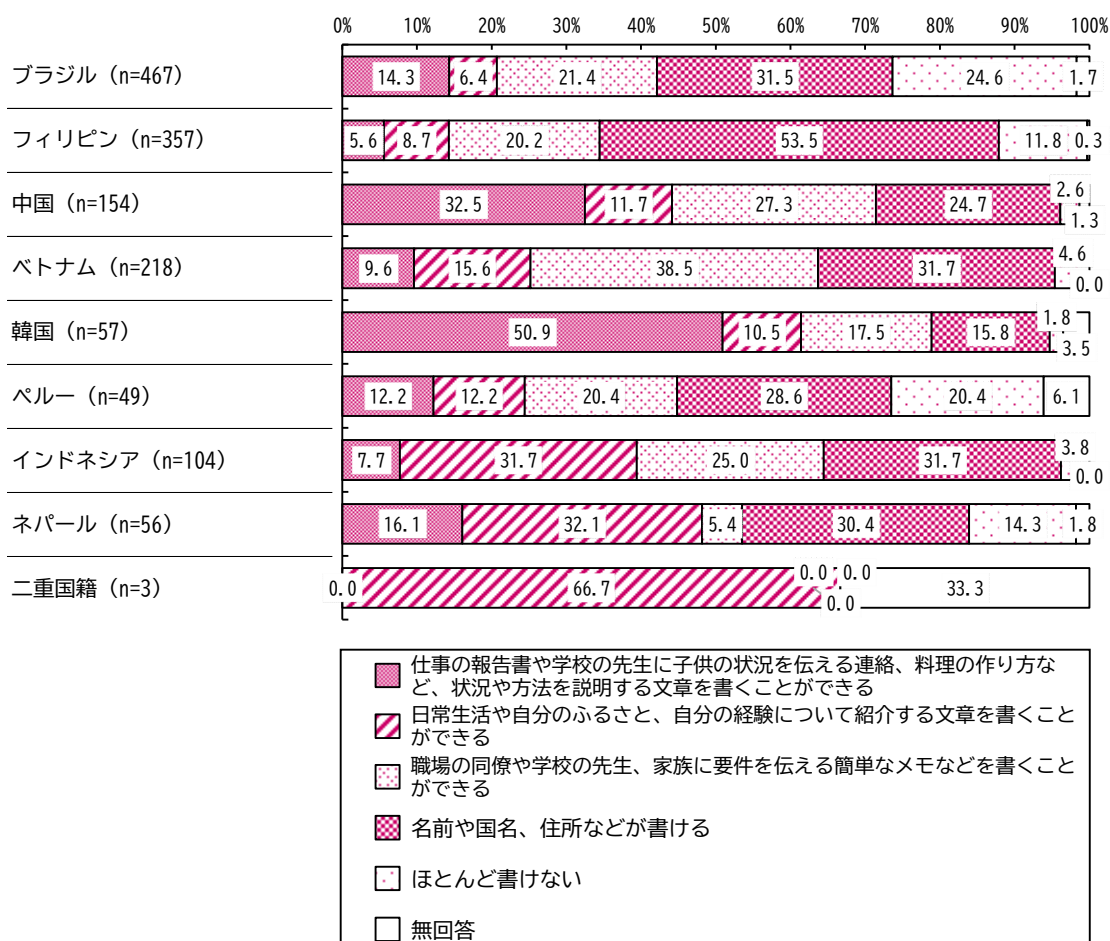 0% 10% 20% 30% 40% 50% 60% 70% 80% 90% 100%
ブラジル（n=467） 14.3 6.4 21.4 31.5 24.6 1.7
フィリピン（n=357） 5.6 8.7 20.2 53.5 11.8 0.3
中国（n=154） 32.5 11.7 27.3 24.7 2.6 1.3
ベトナム（n=218） 9.6 15.6 38.5 31.7 4.6 0.0
韓国（n=57） 50.9 10.5 17.5 15.8 1.8 3.5
ペルー（n=49） 12.2 12.2 20.4 28.6 20.4 6.1
インドネシア（n=104） 7.7 31.7 25.0 31.7 3.8 0.0
ネパール（n=56） 16.1 32.1 5.4 30.4 14.3 1.8
二重国籍（n=3） 0.0 66.7 0.0 0.0 0.0 33.3
仕事の報告書や学校の先生に子供の状況を伝える連絡、料理の作り方な
ど、状況や方法を説明する文章を書くことができる
日常生活や自分のふるさと、自分の経験について紹介する文章を書くこと
ができる
職場の同僚や学校の先生、家族に要件を伝える簡単なメモなどを書くこと
ができる
名前や国名、住所などが書ける
ほとんど書けない
無回答